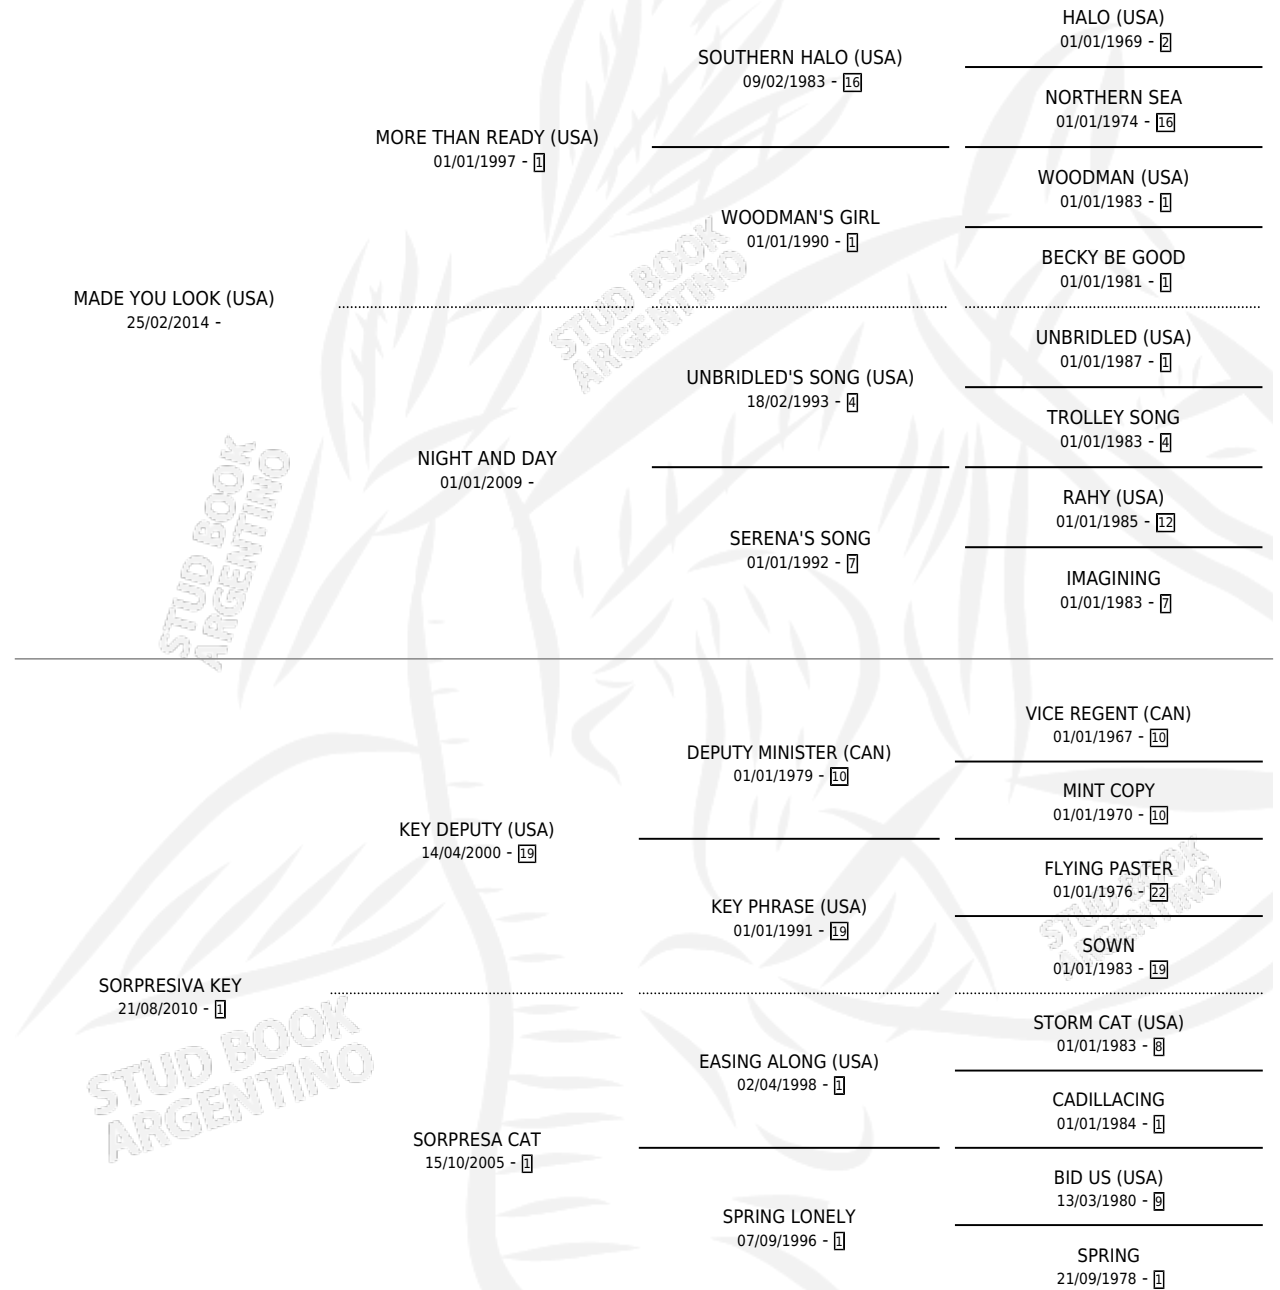 HALO (USA)
01/01/1969 - 2
SOUTHERN HALO (USA)
09/02/1983 - 16
NORTHERN SEA
01/01/1974 - 16
MORE THAN READY (USA)
01/01/1997 - 1
WOODMAN (USA)
01/01/1983 - 1
WOODMAN'S GIRL
01/01/1990 - 1
BECKY BE GOOD
01/01/1981 - 1
MADE YOU LOOK (USA)
25/02/2014 -
UNBRIDLED (USA)
01/01/1987 - 1
UNBRIDLED'S SONG (USA)
18/02/1993 - 4
TROLLEY SONG
01/01/1983 - 4
NIGHT AND DAY
01/01/2009 -
RAHY (USA)
01/01/1985 - 12
SERENA'S SONG
01/01/1992 - 7
IMAGINING
01/01/1983 - 7
VICE REGENT (CAN)
01/01/1967 - 10
DEPUTY MINISTER (CAN)
01/01/1979 - 10
MINT COPY
01/01/1970 - 10
KEY DEPUTY (USA)
14/04/2000 - 19
FLYING PASTER
01/01/1976 - 22
KEY PHRASE (USA)
01/01/1991 - 19
SOWN
01/01/1983 - 19
SORPRESIVA KEY
21/08/2010 - 1
STORM CAT (USA)
01/01/1983 - 8
EASING ALONG (USA)
02/04/1998 - 1
CADILLACING
01/01/1984 - 1
SORPRESA CAT
15/10/2005 - 1
BID US (USA)
13/03/1980 - 9
SPRING LONELY
07/09/1996 - 1
SPRING
21/09/1978 - 1
STUD BOOK
ARGENTINO
STUD BOOK
ARGENTINO
STUD BOOK
ARGENTINO
STUD BOOK
ARGENTINO